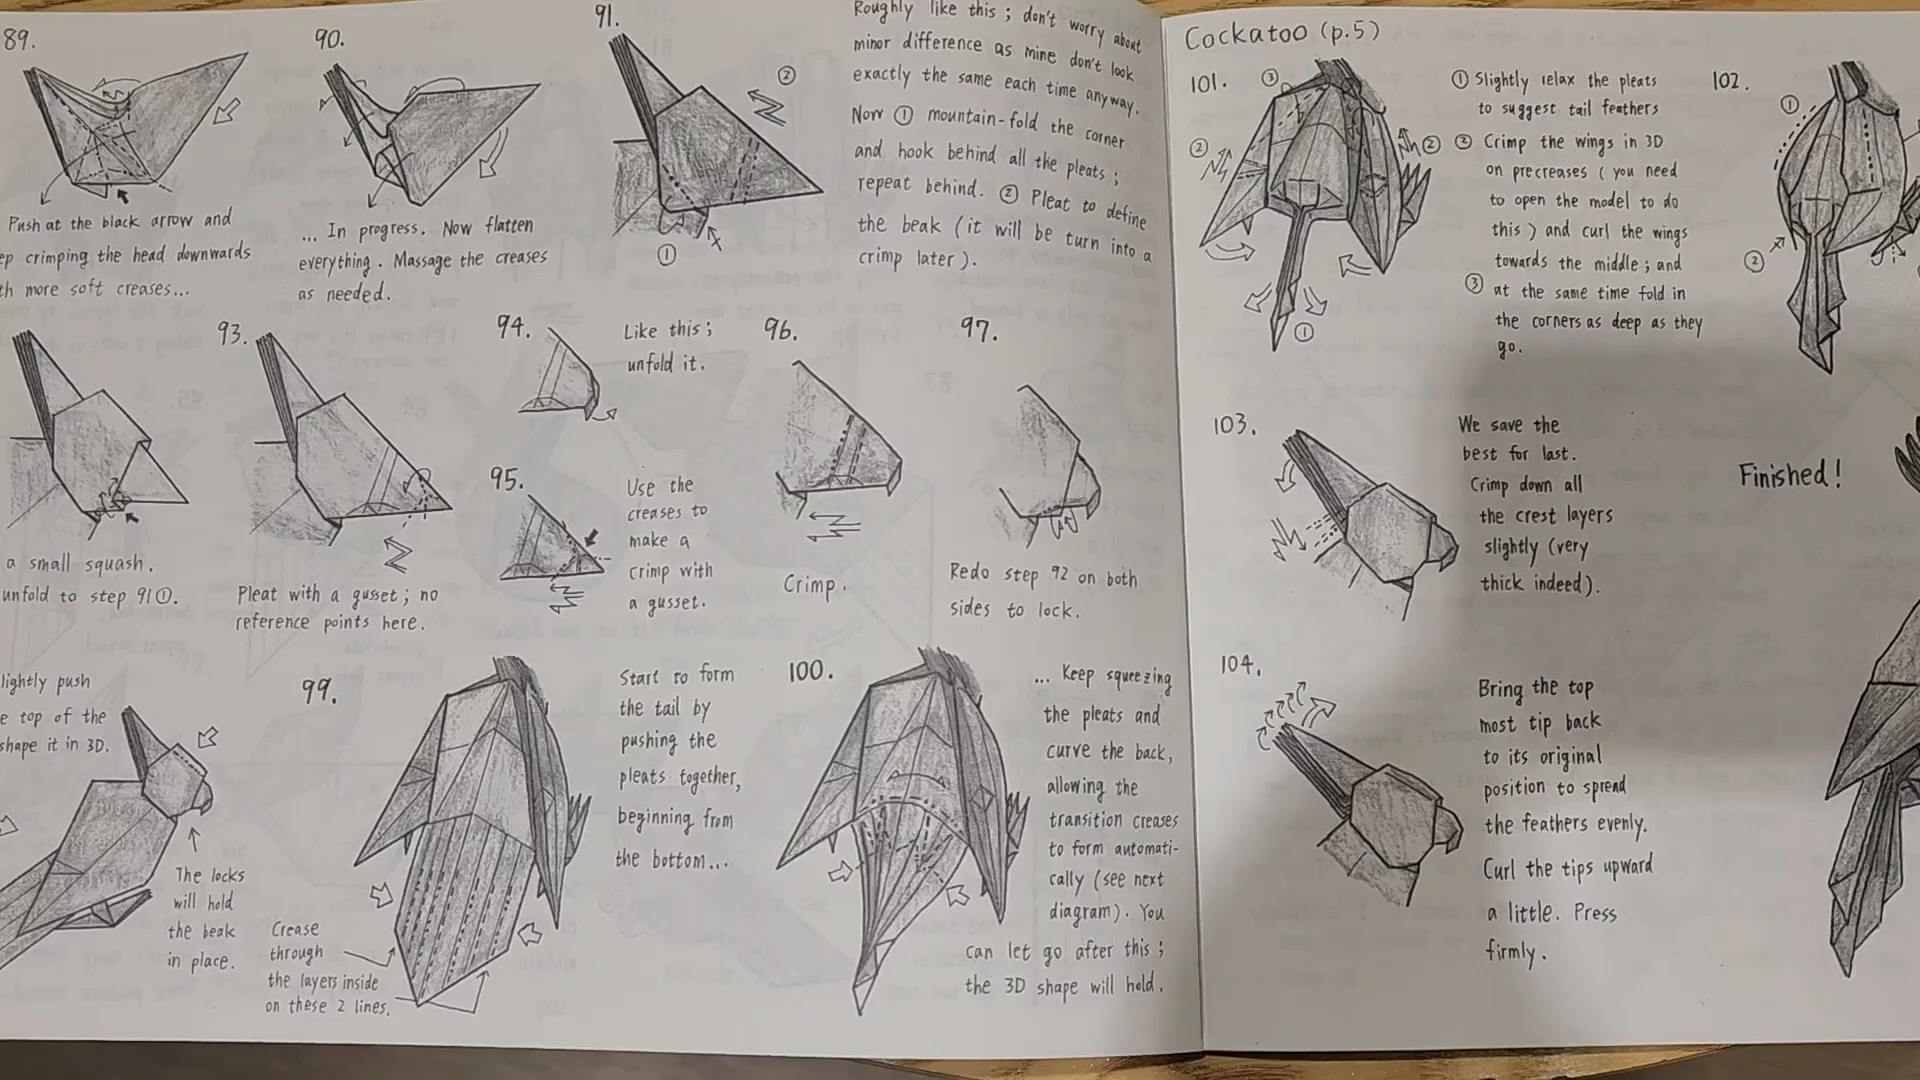 89.
Push at the black arrow and
crimping the head downwards
more soft creases...
90.
... In progress. Now flatten
everything. Massage the creases
as needed.
91.
②
①
Roughly like this; don't worry about
minor difference as mine don't look
exactly the same each time anyway.
Now ① mountain-fold the corner
and hook behind all the pleats;
repeat behind. ② Pleat to define
the beak (it will be turn into a
crimp later).
a small squash.
unfold to step 91①.
93.
Pleat with a gusset; no
reference points here.
94.
Like this;
unfold it.
95.
Use the
creases to
make a
crimp with
a gusset.
96.
Crimp.
97.
Redo step 92 on both
sides to lock.
push
top of the
shape it in 3D.
The locks
will hold
the beak
in place.
99.
Crease
through
the layers inside
on these 2 lines.
Start to form
the tail by
pushing the
pleats together,
beginning from
the bottom...
100.
... Keep squeezing
the pleats and
curve the back,
allowing the
transition creases
to form automati-
cally (see next
diagram). You
can let go after this;
the 3D shape will hold.
Cockatoo (p.5)
101.
③
②
②
①
① Slightly relax the pleats
to suggest tail feathers
② Crimp the wings in 3D
on precreases (you need
to open the model to do
this) and curl the wings
towards the middle; and
③ at the same time fold in
the corners as deep as they
go.
102.
①
②
103.
We save the
best for last.
Crimp down all
the crest layers
slightly (very
thick indeed).
Finished!
104.
Bring the top
most tip back
to its original
position to spread
the feathers evenly.
Curl the tips upward
a little. Press
firmly.